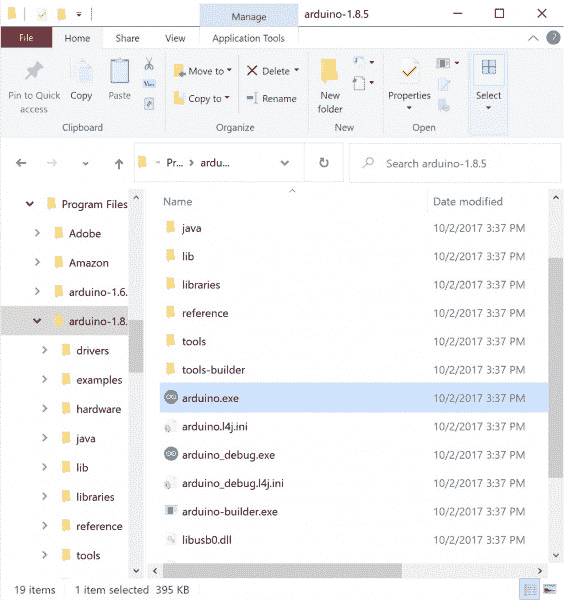 Manage
arduino-1.8.5
File
Home
Share
View
Application Tools
Pin to Quick access
Copy
Paste
Move to
Copy to
Delete
Rename
New folder
Properties
Select
Clipboard
Organize
New
Open
Pr...
ardu...
Search arduino-1.8.5
Name
Date modified
Program Files
Adobe
Amazon
arduino-1.6.
arduino-1.8.
drivers
examples
hardware
java
lib
libraries
reference
tools
java 10/2/2017 3:37 PM
lib 10/2/2017 3:37 PM
libraries 10/2/2017 3:37 PM
reference 10/2/2017 3:37 PM
tools 10/2/2017 3:37 PM
tools-builder 10/2/2017 3:37 PM
arduino.exe 10/2/2017 3:37 PM
arduino.l4j.ini 10/2/2017 3:37 PM
arduino_debug.exe 10/2/2017 3:37 PM
arduino_debug.l4j.ini 10/2/2017 3:37 PM
arduino-builder.exe 10/2/2017 3:37 PM
libusb0.dll 10/2/2017 3:37 PM
19 items 1 item selected 395 KB